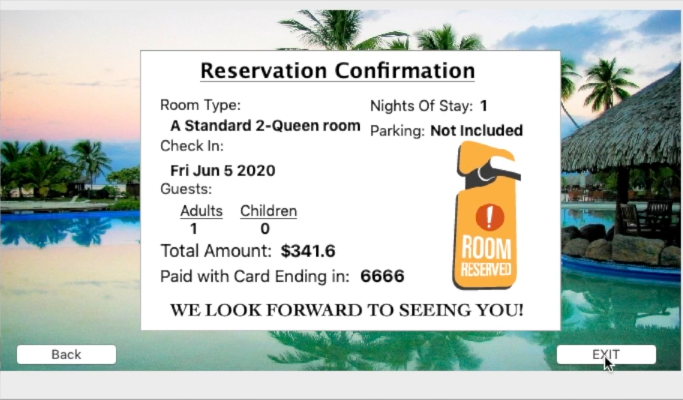 Reservation Confirmation
Room Type:
A Standard 2-Queen room
Check In:
Fri Jun 5 2020
Guests:
Adults Children
1 0
Nights Of Stay: 1
Parking: Not Included
Total Amount: $341.6
Paid with Card Ending in: 6666
ROOM
RESERVED
WE LOOK FORWARD TO SEEING YOU!
Back
EXIT